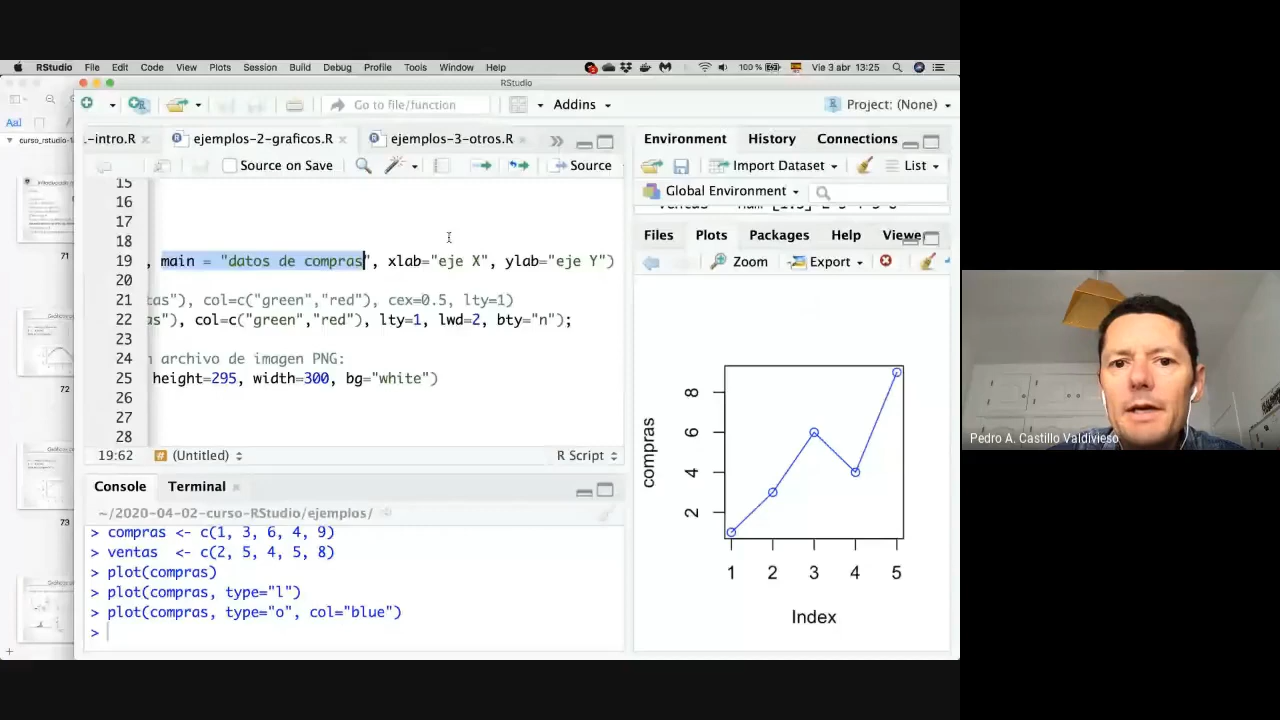 RStudio File Edit Code View Plots Session Build Debug Profile Tools Window Help 100 % Vie 3 abr 13:25
RStudio
Go to file/function Addins Project: (None)
-intro.R ejemplos-2-graficos.R ejemplos-3-otros.R
Source on Save Source
15
16
17
18
19 , main = "datos de compras", xlab="eje X", ylab="eje Y")
20
21 tas"), col=c("green","red"), cex=0.5, lty=1)
22 s"), col=c("green","red"), lty=1, lwd=2, bty="n");
23
24 n archivo de imagen PNG:
25 height=295, width=300, bg="white")
26
27
28
19:62 # (Untitled) R Script
Console Terminal
~/2020-04-02-curso-RStudio/ejemplos/
> compras <- c(1, 3, 6, 4, 9)
> ventas <- c(2, 5, 4, 5, 8)
> plot(compras)
> plot(compras, type="l")
> plot(compras, type="o", col="blue")
>
Environment History Connections
Import Dataset List
Global Environment
Files Plots Packages Help Viewe
Zoom Export
compras
8
6
4
2
1 2 3 4 5
Index
Aa
71
72
73
Pedro A. Castillo Valdivieso